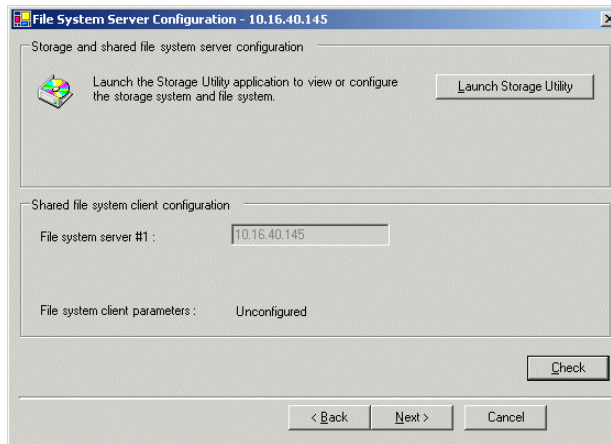 File System Server Configuration - 10.16.40.145
Storage and shared file system server configuration
Launch the Storage Utility application to view or configure
the storage system and file system.
Launch Storage Utility
Shared file system client configuration
File system server #1 :
10.16.40.145
File system client parameters :
Unconfigured
Check
< Back
Next >
Cancel